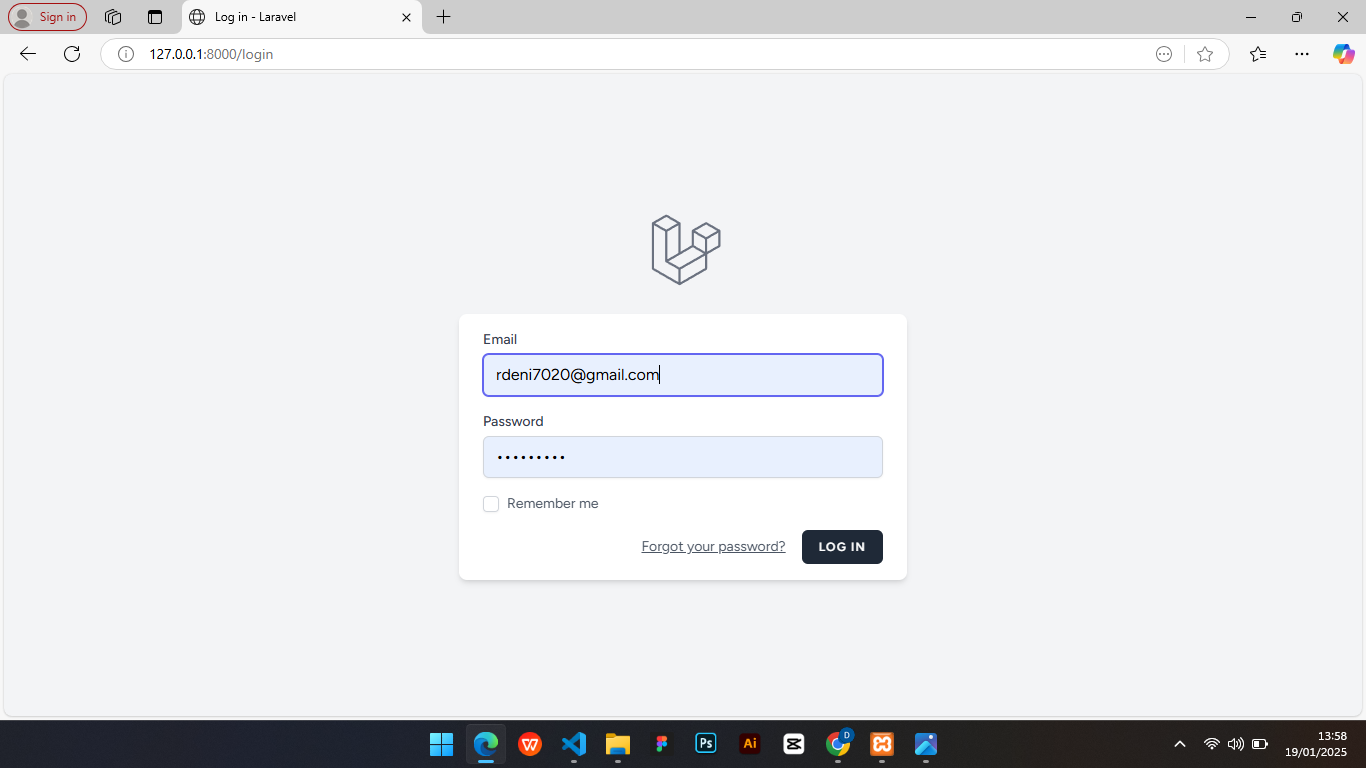 Sign in
Log in - Laravel
127.0.0.1:8000/login
Email
rdeni7020@gmail.com
Password
•••••••••
Remember me
Forgot your password?
LOG IN
W
Ps
Ai
D
13:58
19/01/2025